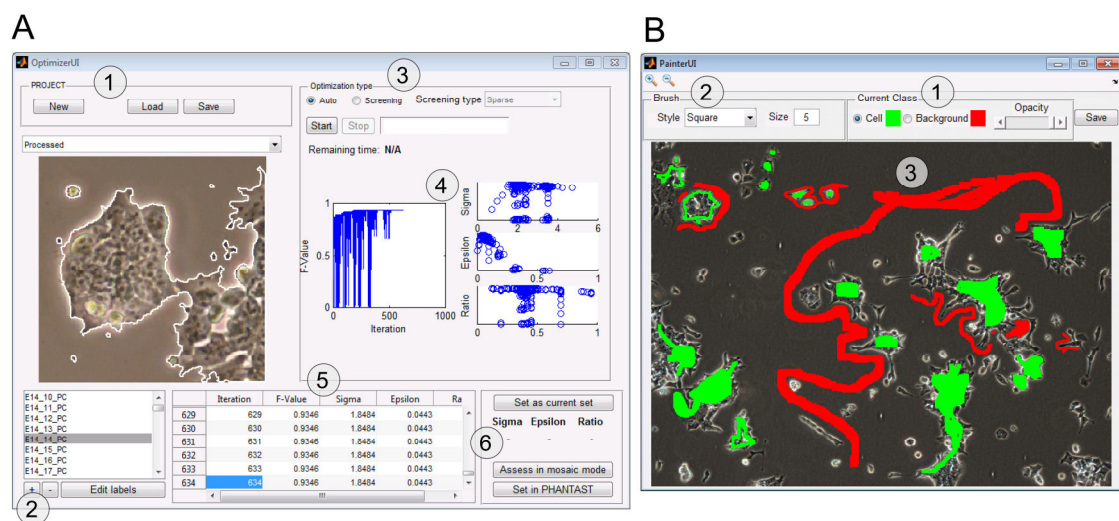 A
OptimizerUI
PROJECT
1
New Load Save
Processed
3
Optimization type
Auto Screening Screening type Sparse
Start Stop
Remaining time: N/A
4
1
0.5
0
F-Value
0 500 1000
Iteration
Sigma
0 2 4 6
Epsilon
0 0.5 1
Ratio
0 0.5 1
E14_10_PC
E14_11_PC
E14_12_PC
E14_13_PC
E14_14_PC
E14_15_PC
E14_16_PC
E14_17_PC
+ - Edit labels
2
5
Iteration F-Value Sigma Epsilon Ra
629 629 0.9346 1.8484 0.0443
630 630 0.9346 1.8484 0.0443
631 631 0.9346 1.8484 0.0443
632 632 0.9346 1.8484 0.0443
633 633 0.9346 1.8484 0.0443
634 634 0.9346 1.8484 0.0443
Set as current set
Sigma Epsilon Ratio
- - -
6
Assess in mosaic mode
Set in PHANTAST
B
PainterUI
Brush
2
Style Square Size 5
Current Class
1
Cell Background Opacity
Save
3